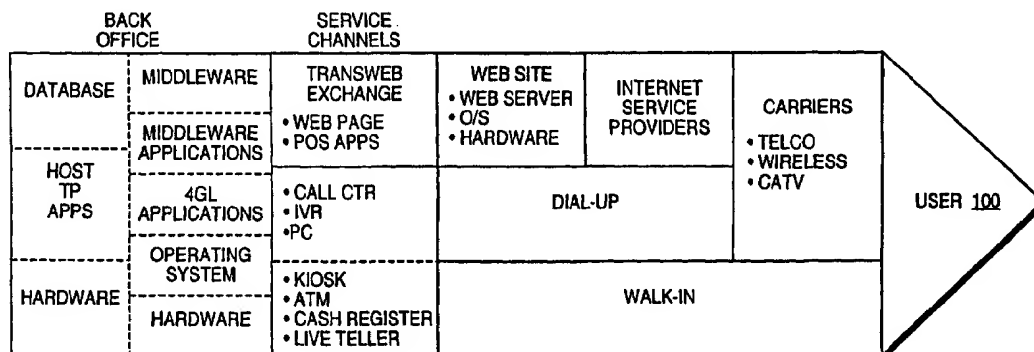 BACK
OFFICE
SERVICE
CHANNELS
DATABASE
HOST
TP
APPS
HARDWARE
MIDDLEWARE
MIDDLEWARE
APPLICATIONS
4GL
APPLICATIONS
OPERATING
SYSTEM
HARDWARE
TRANSWEB
EXCHANGE
• WEB PAGE
• POS APPS
• CALL CTR
• IVR
•PC
• KIOSK
• ATM
• CASH REGISTER
• LIVE TELLER
WEB SITE
• WEB SERVER
• O/S
• HARDWARE
INTERNET
SERVICE
PROVIDERS
DIAL-UP
WALK-IN
CARRIERS
• TELCO
• WIRELESS
• CATV
USER 100